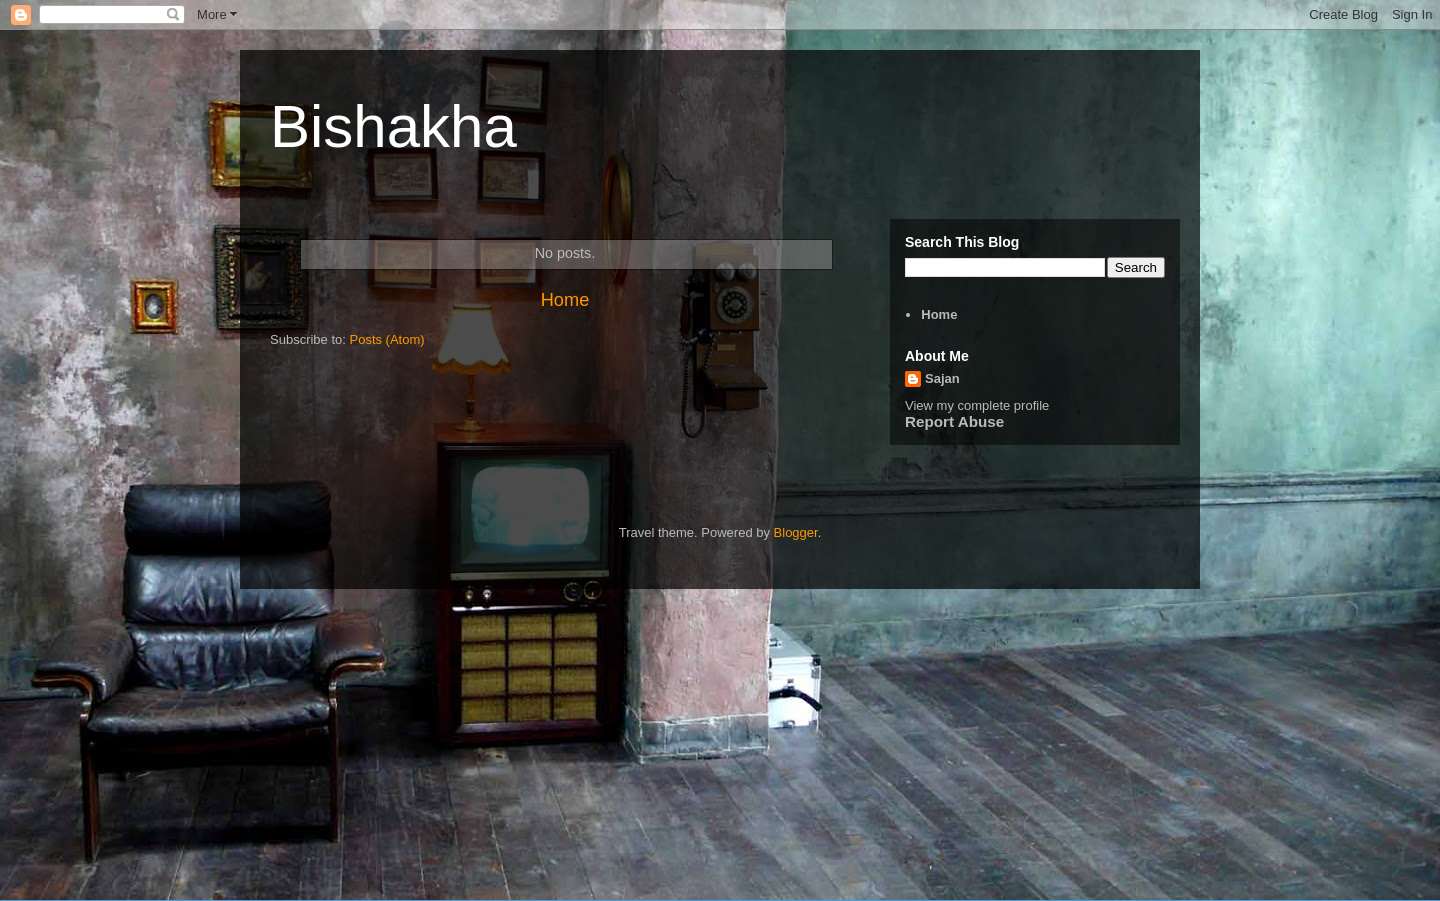 More
Create Blog
Sign In
Bishakha
No posts.
Home
Subscribe to: Posts (Atom)
Search This Blog
Search
Home
About Me
Sajan
View my complete profile
Report Abuse
Travel theme. Powered by Blogger.